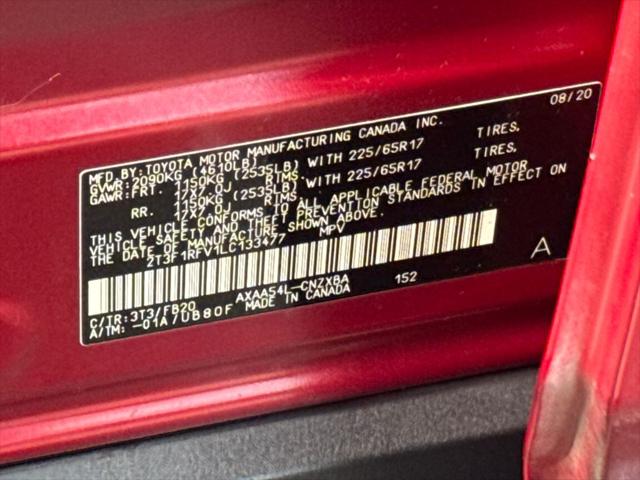 08/20
MFD.BY:TOYOTA MOTOR MANUFACTURING CANADA INC.
GVWR:2090KG (4610LB)
GAWR:FRT. 1150KG (2535LB) WITH 225/65R17 TIRES,
17X7.0J RIMS.
RR. 1150KG (2535LB) WITH 225/65R17 TIRES,
17X7.0J RIMS.
THIS VEHICLE CONFORMS TO ALL APPLICABLE FEDERAL MOTOR
VEHICLE SAFETY AND THEFT PREVENTION STANDARDS IN EFFECT ON
THE DATE OF MANUFACTURE SHOWN ABOVE.
2T3F1RFV1LC133477 MPV
A
C/TR:3T3/FB20 AXAA54L-CNZXBA 152
A/TM:-01A/UB80F MADE IN CANADA